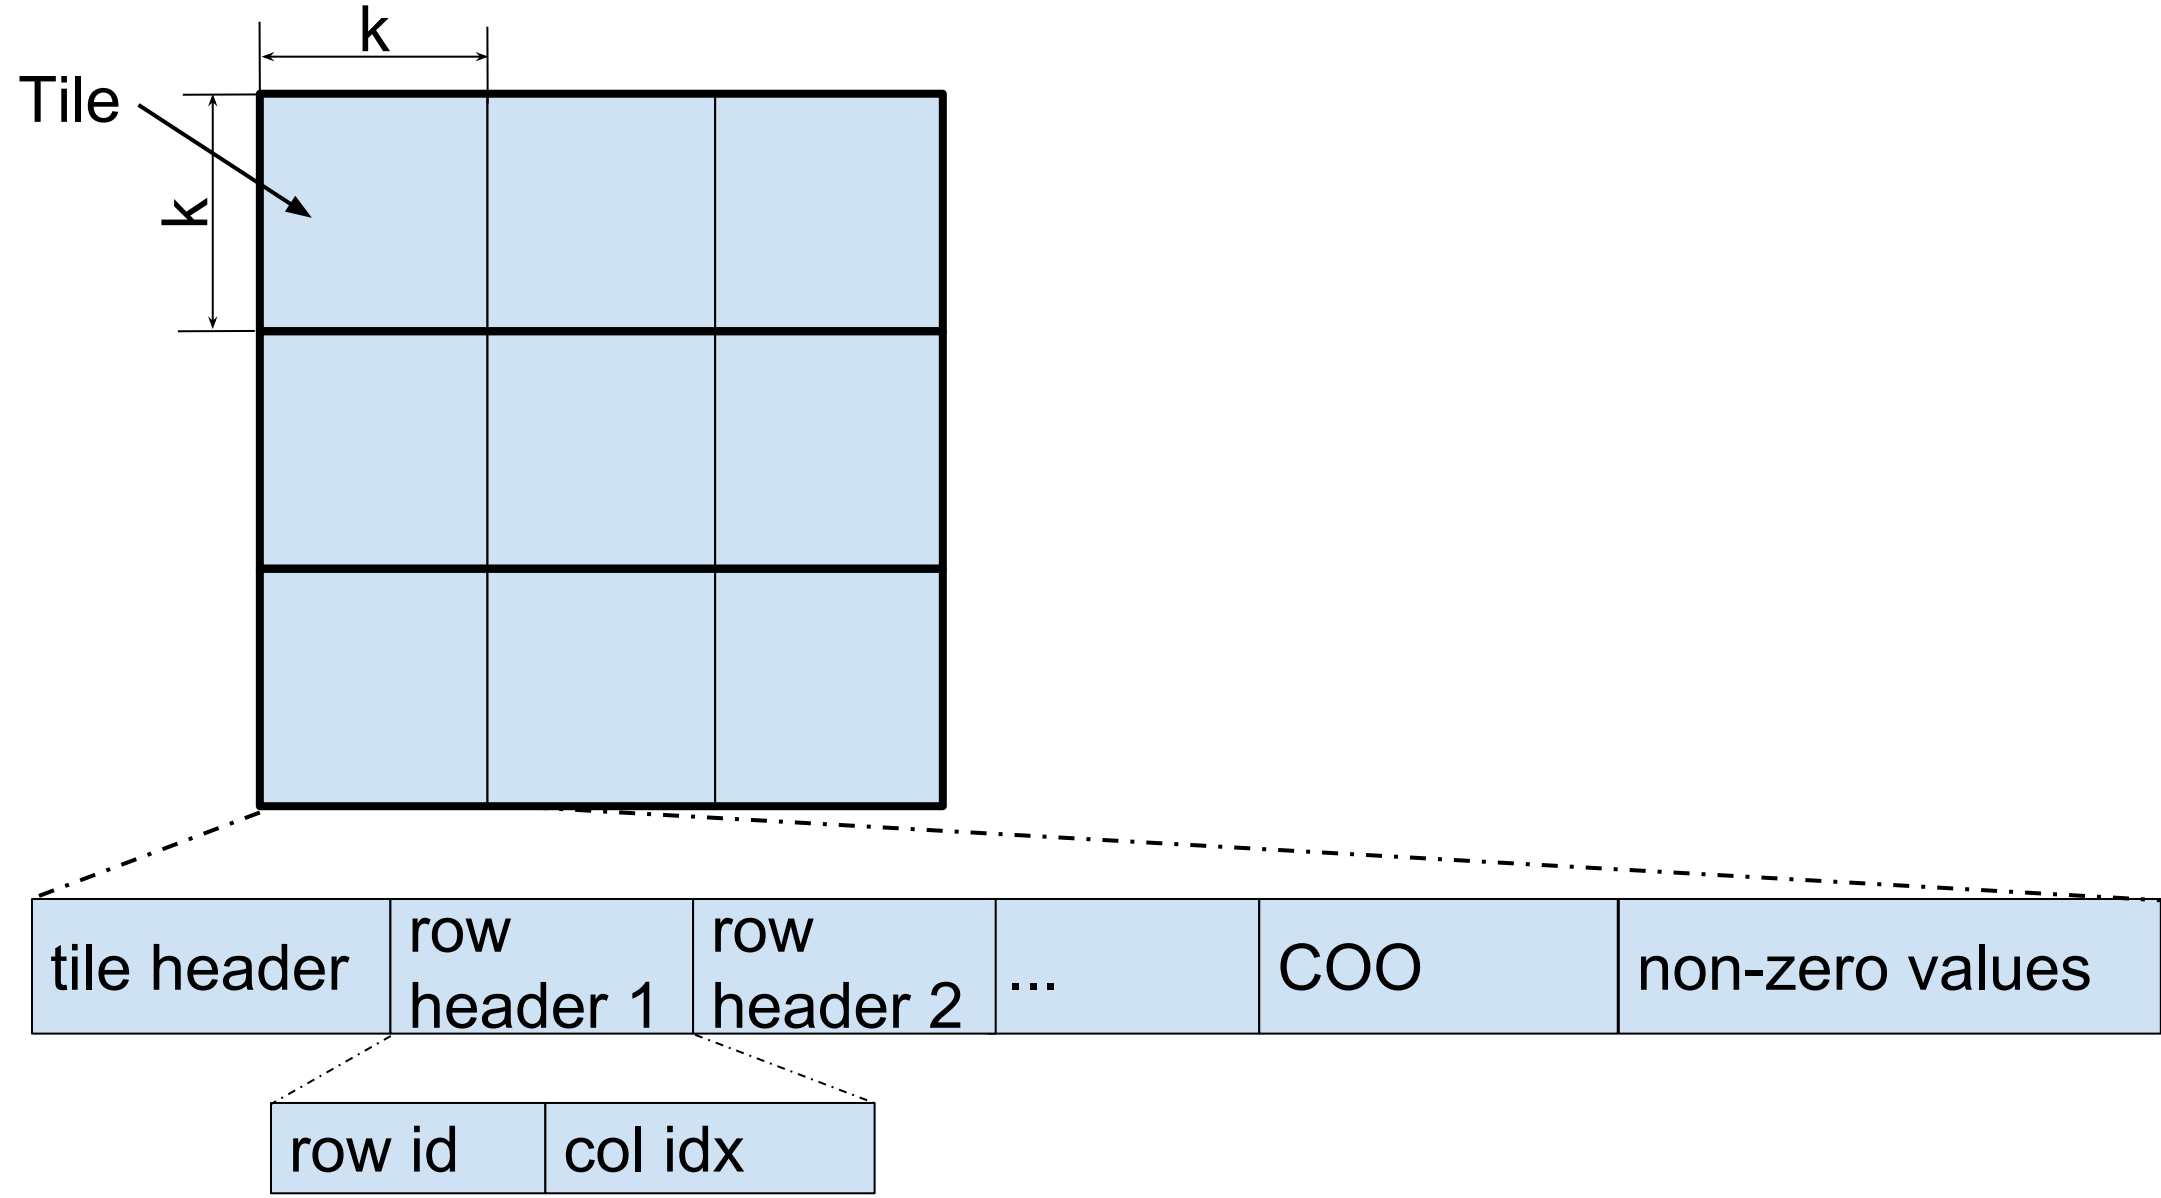 k
Tile
k
tile header
row
header 1
row
header 2
...
COO
non-zero values
row id
col idx